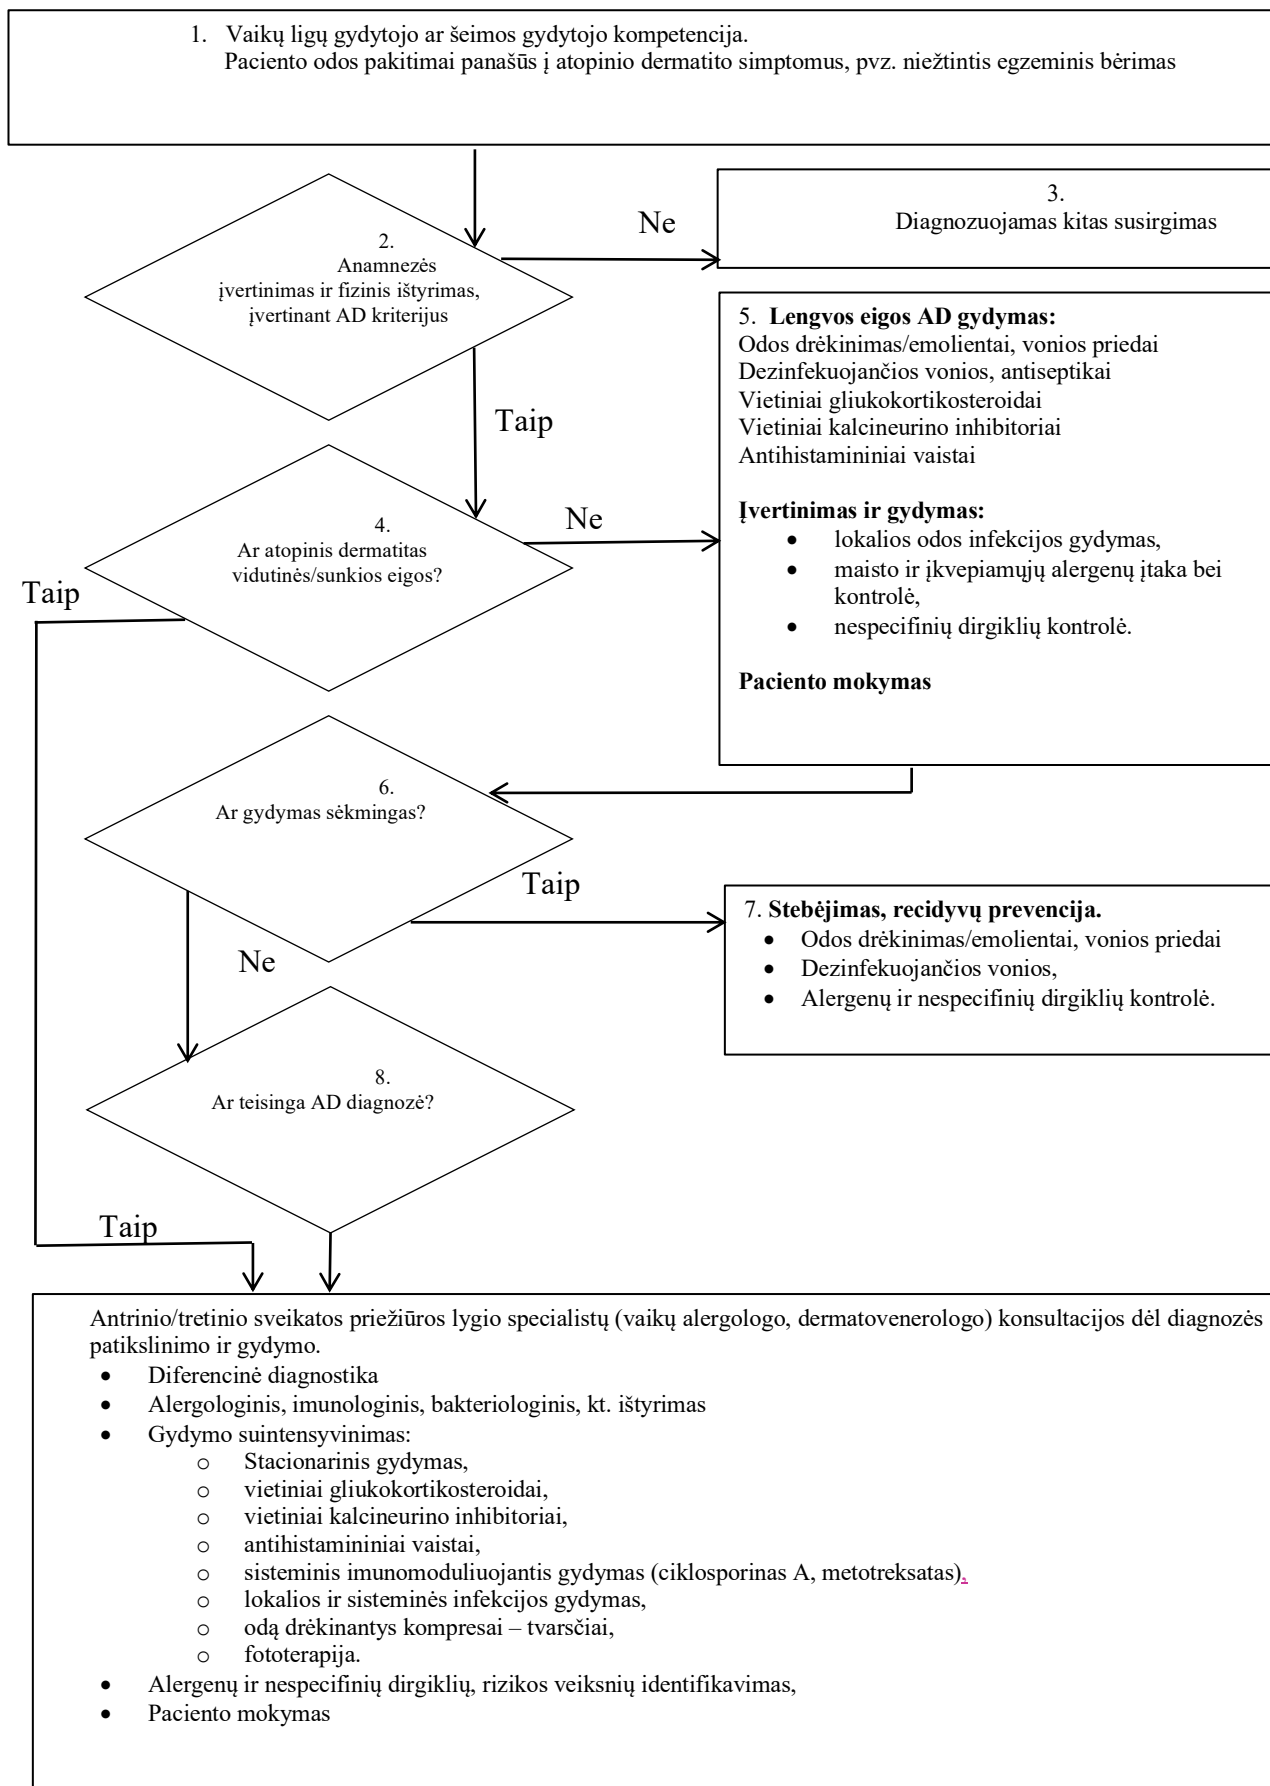 1. Vaikų ligų gydytojo ar šeimos gydytojo kompetencija.
Paciento odos pakitimai panašūs į atopinio dermatito simptomus, pvz. niežtintis egzeminis bėrimas
2.
Anamnezės
įvertinimas ir fizinis ištyrimas,
įvertinant AD kriterijus
Ne
3.
Diagnozuojamas kitas susirgimas
Taip
4.
Ar atopinis dermatitas
vidutinės/sunkios eigos?
Ne
Taip
5. Lengvos eigos AD gydymas:
Odos drėkinimas/emolientai, vonios priedai
Dezinfekuojančios vonios, antiseptikai
Vietiniai gliukokortikosteroidai
Vietiniai kalcineurino inhibitoriai
Antihistamininiai vaistai
Įvertinimas ir gydymas:
• lokalios odos infekcijos gydymas,
• maisto ir įkvepiamųjų alergenų įtaka bei
kontrolė,
• nespecifinių dirgiklių kontrolė.
Paciento mokymas
6.
Ar gydymas sėkmingas?
Taip
Ne
7. Stebėjimas, recidyvų prevencija.
• Odos drėkinimas/emolientai, vonios priedai
• Dezinfekuojančios vonios,
• Alergenų ir nespecifinių dirgiklių kontrolė.
8.
Ar teisinga AD diagnozė?
Taip
Antrinio/tretinio sveikatos priežiūros lygio specialistų (vaikų alergologo, dermatovenerologo) konsultacijos dėl diagnozės
patikslinimo ir gydymo.
• Diferencinė diagnostika
• Alergologinis, imunologinis, bakteriologinis, kt. ištyrimas
• Gydymo suintensyvinimas:
o Stacionarinis gydymas,
o vietiniai gliukokortikosteroidai,
o vietiniai kalcineurino inhibitoriai,
o antihistamininiai vaistai,
o sisteminis imunomoduliuojantis gydymas (ciklosporinas A, metotreksatas),
o lokalios ir sisteminės infekcijos gydymas,
o odą drėkinantys kompresai – tvarsčiai,
o fototerapija.
• Alergenų ir nespecifinių dirgiklių, rizikos veiksnių identifikavimas,
• Paciento mokymas